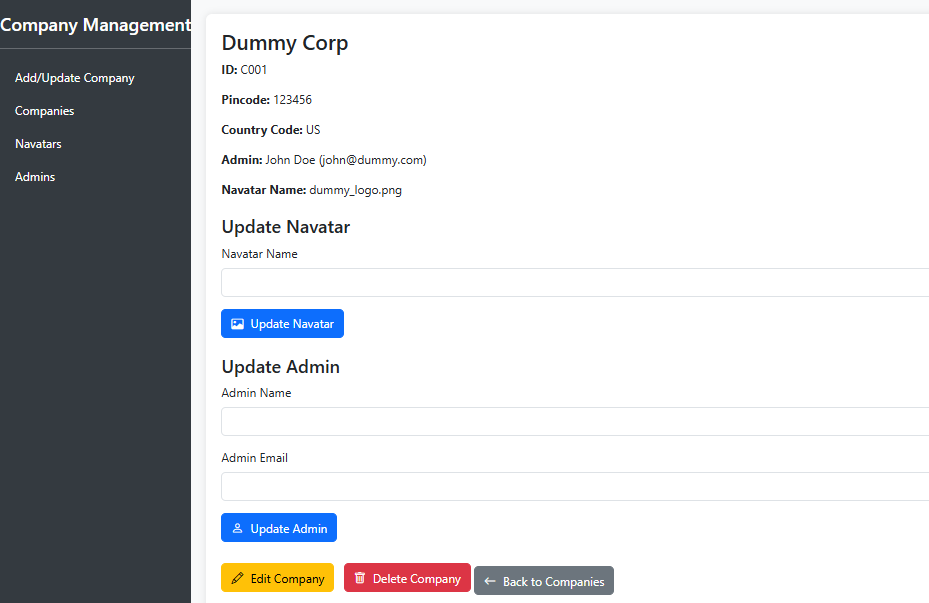 Company Management
Add/Update Company
Companies
Navatars
Admins
Dummy Corp
ID: C001
Pincode: 123456
Country Code: US
Admin: John Doe (john@dummy.com)
Navatar Name: dummy_logo.png
Update Navatar
Navatar Name
Update Navatar
Update Admin
Admin Name
Admin Email
Update Admin
Edit Company
Delete Company
Back to Companies